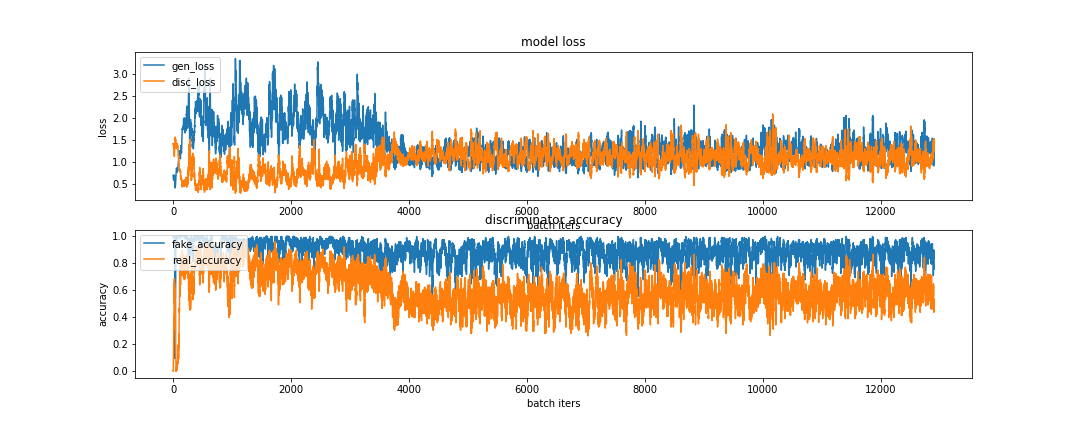 model loss
gen_loss
disc_loss
loss
3.0
2.5
2.0
1.5
1.0
0.5
0 2000 4000 6000 8000 10000 12000
batch iters
discriminator accuracy
fake_accuracy
real_accuracy
accuracy
1.0
0.8
0.6
0.4
0.2
0.0
0 2000 4000 6000 8000 10000 12000
batch iters